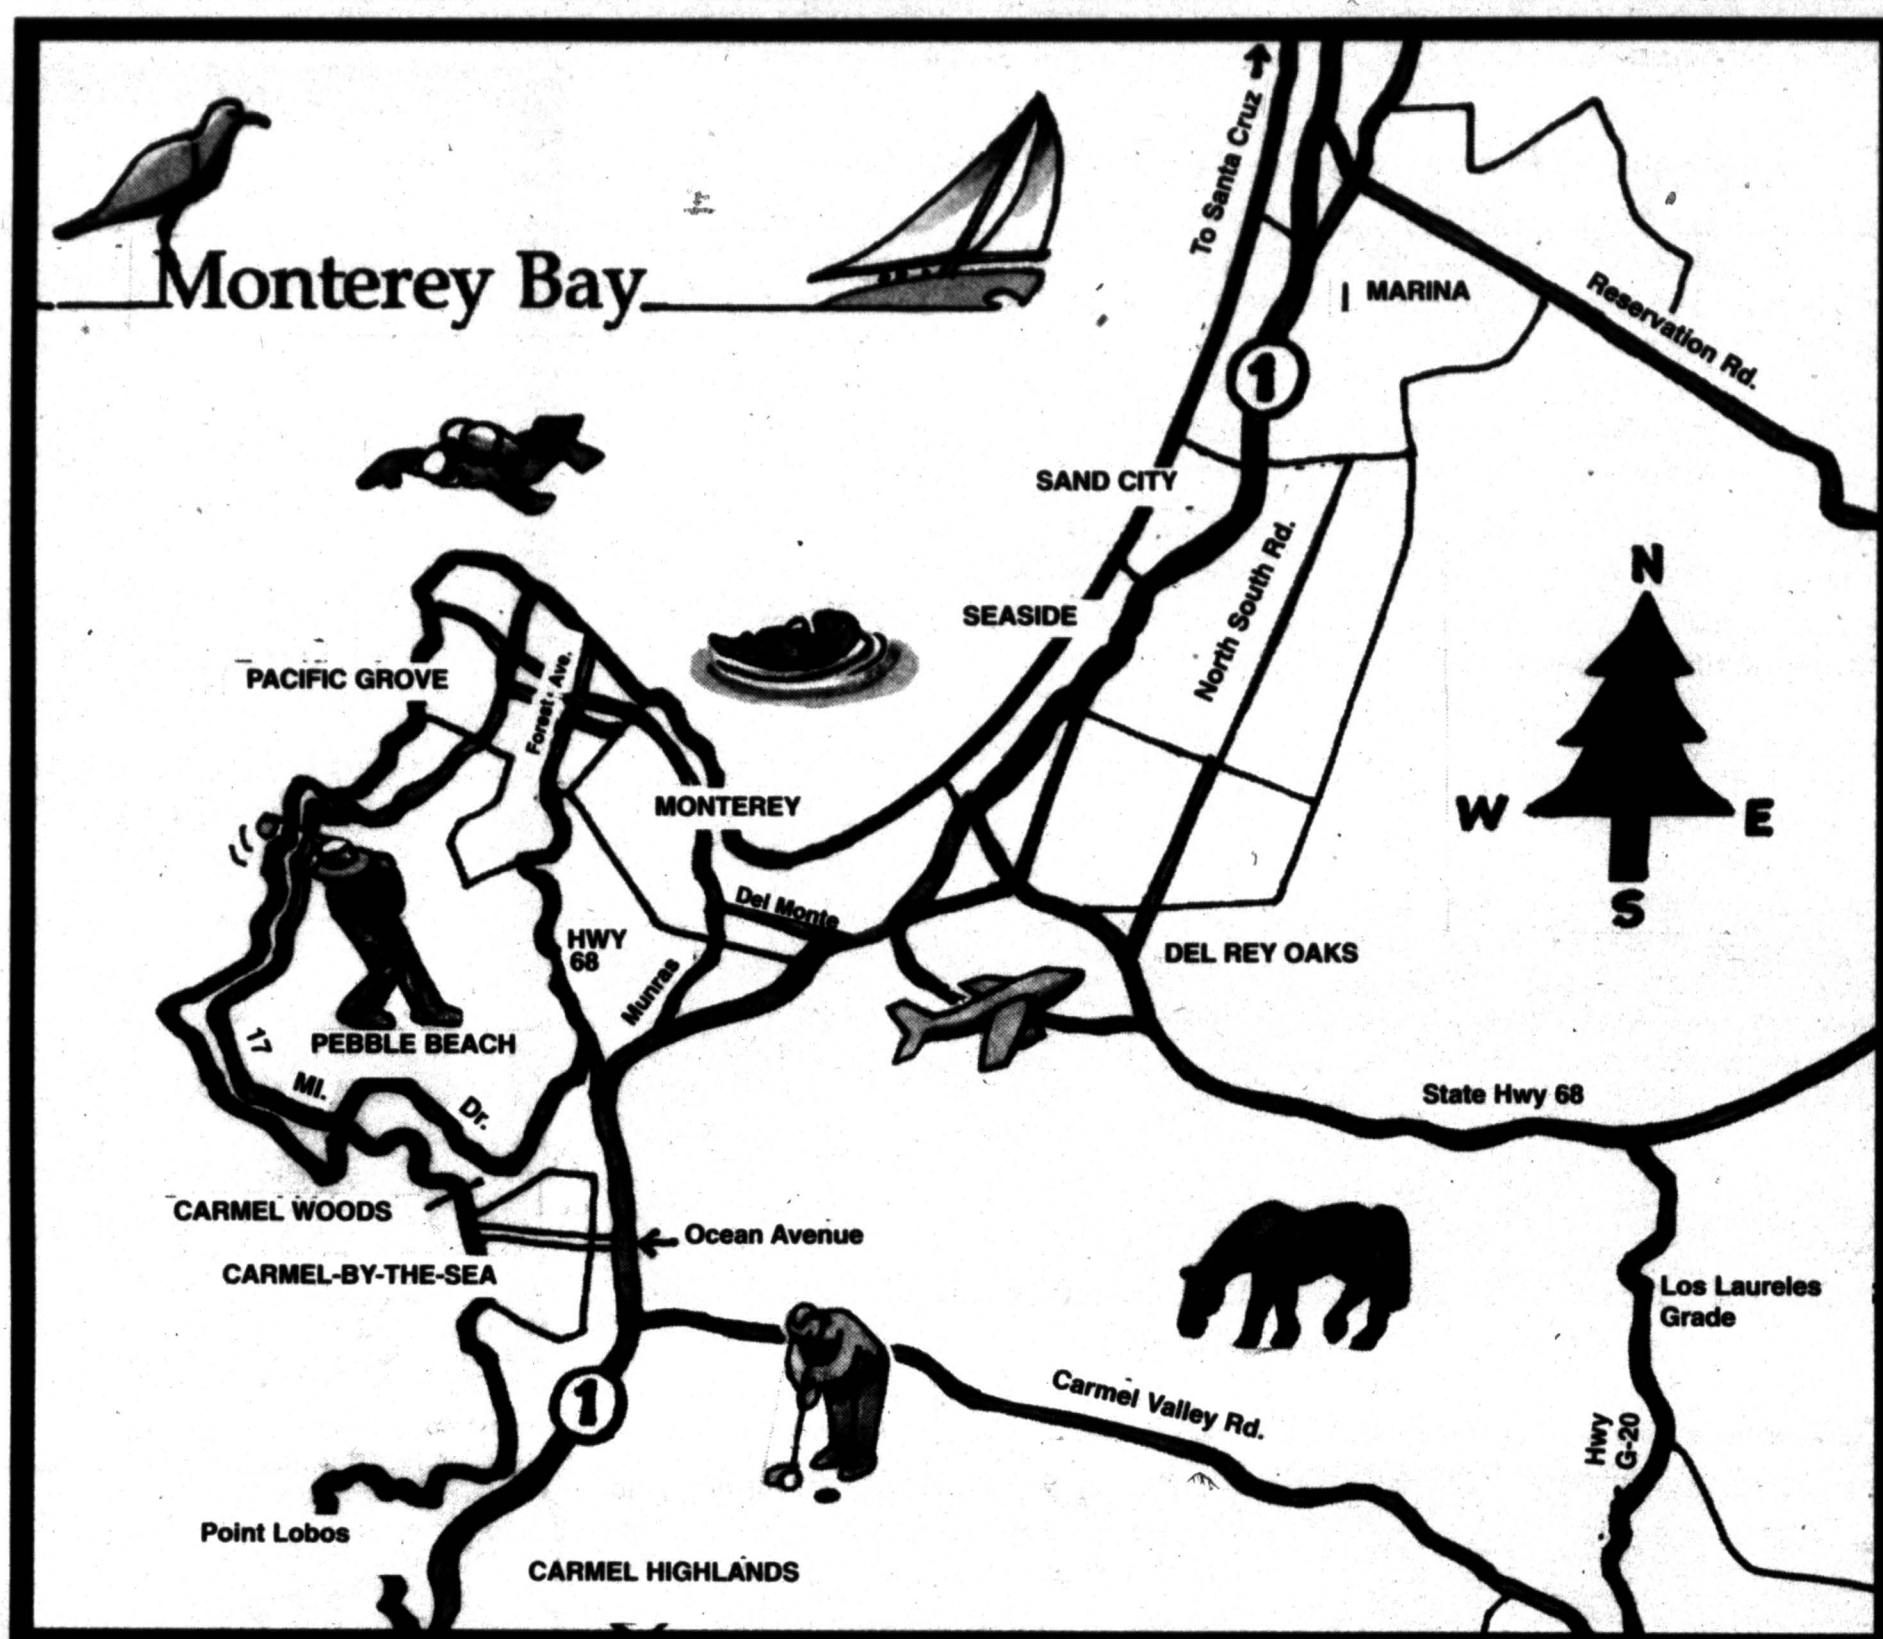 To Santa Cruz
Monterey Bay
MARINA
Reservation Rd.
1
SAND CITY
North South Rd.
N
SEASIDE
PACIFIC GROVE
Forest Ave.
MONTEREY
W
E
S
Del Monte
HWY
68
DEL REY OAKS
Munras
17
PEBBLE BEACH
MI.
Dr.
State Hwy 68
CARMEL WOODS
Ocean Avenue
CARMEL-BY-THE-SEA
Los Laureles
Grade
1
Carmel Valley Rd.
Hwy
G-20
Point Lobos
CARMEL HIGHLANDS